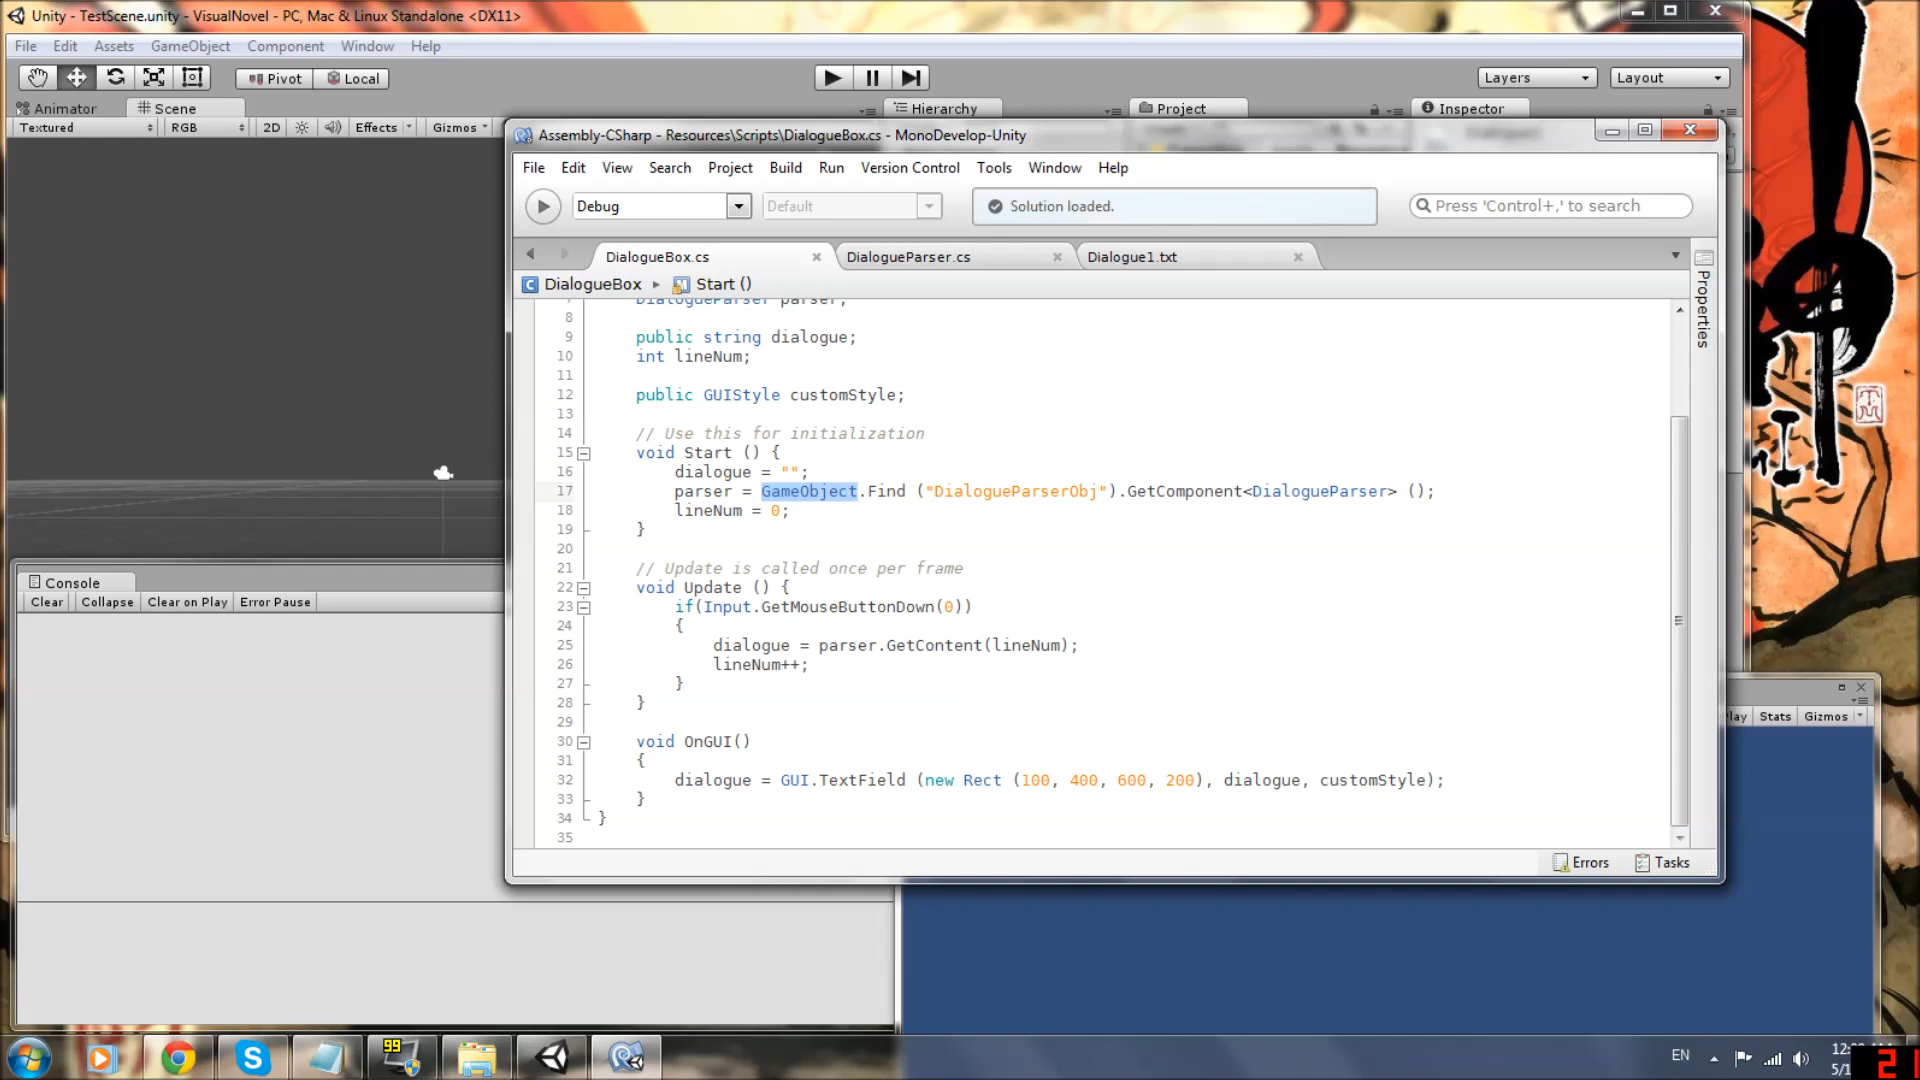 Unity - TestScene.unity - VisualNovel - PC, Mac & Linux Standalone <DX11>
File Edit Assets GameObject Component Window Help
Pivot Local Layers Layout
Animator Scene Hierarchy Project Inspector
Textured RGB 2D Effects Gizmos
Assembly-CSharp - Resources\Scripts\DialogueBox.cs - MonoDevelop-Unity
File Edit View Search Project Build Run Version Control Tools Window Help
Debug Default Solution loaded. Press 'Control+,' to search
DialogueBox.cs DialogueParser.cs Dialogue1.txt
DialogueBox Start ()
Properties
7 DialogueParser parser;
8
9 public string dialogue;
10 int lineNum;
11
12 public GUIStyle customStyle;
13
14 // Use this for initialization
15 void Start () {
16 dialogue = "";
17 parser = GameObject.Find ("DialogueParserObj").GetComponent<DialogueParser> ();
18 lineNum = 0;
19 }
20
21 // Update is called once per frame
22 void Update () {
23 if(Input.GetMouseButtonDown(0))
24 {
25 dialogue = parser.GetContent(lineNum);
26 lineNum++;
27 }
28 }
29
30 void OnGUI()
31 {
32 dialogue = GUI.TextField (new Rect (100, 400, 600, 200), dialogue, customStyle);
33 }
34 }
35
Errors Tasks
Console
Clear Collapse Clear on Play Error Pause
Stats Gizmos
99
EN
21